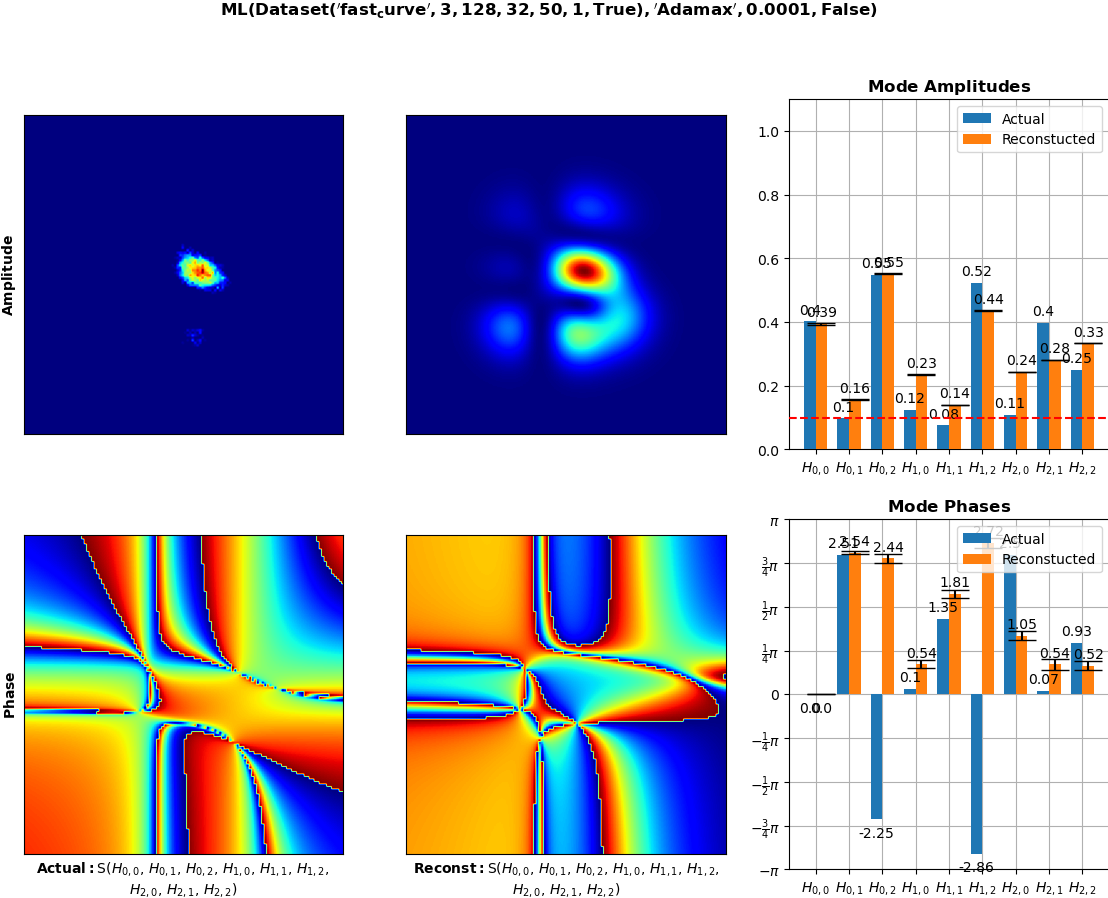 ML(Dataset('fast_curve', 3, 128, 32, 50, 1, True), 'Adamax', 0.0001, False)
Mode Amplitudes
Amplitude
Actual
Reconstucted
1.0
0.8
0.6
0.4
0.2
0.0
0.4 0.39 0.1 0.16 0.55 0.55 0.12 0.23 0.08 0.14 0.52 0.44 0.11 0.24 0.4 0.28 0.25 0.33
H0,0 H0,1 H0,2 H1,0 H1,1 H1,2 H2,0 H2,1 H2,2
Mode Phases
Phase
Actual
Reconstucted
π
3/4π
1/2π
1/4π
0
−1/4π
−1/2π
−3/4π
−π
0.0 0.0 2.51 2.54 -2.25 2.44 0.1 0.54 1.35 1.81 -2.86 2.72 1.05 0.07 0.54 0.93 0.52
H0,0 H0,1 H0,2 H1,0 H1,1 H1,2 H2,0 H2,1 H2,2
Actual: S(H0,0, H0,1, H0,2, H1,0, H1,1, H1,2,
H2,0, H2,1, H2,2)
Reconst: S(H0,0, H0,1, H0,2, H1,0, H1,1, H1,2,
H2,0, H2,1, H2,2)